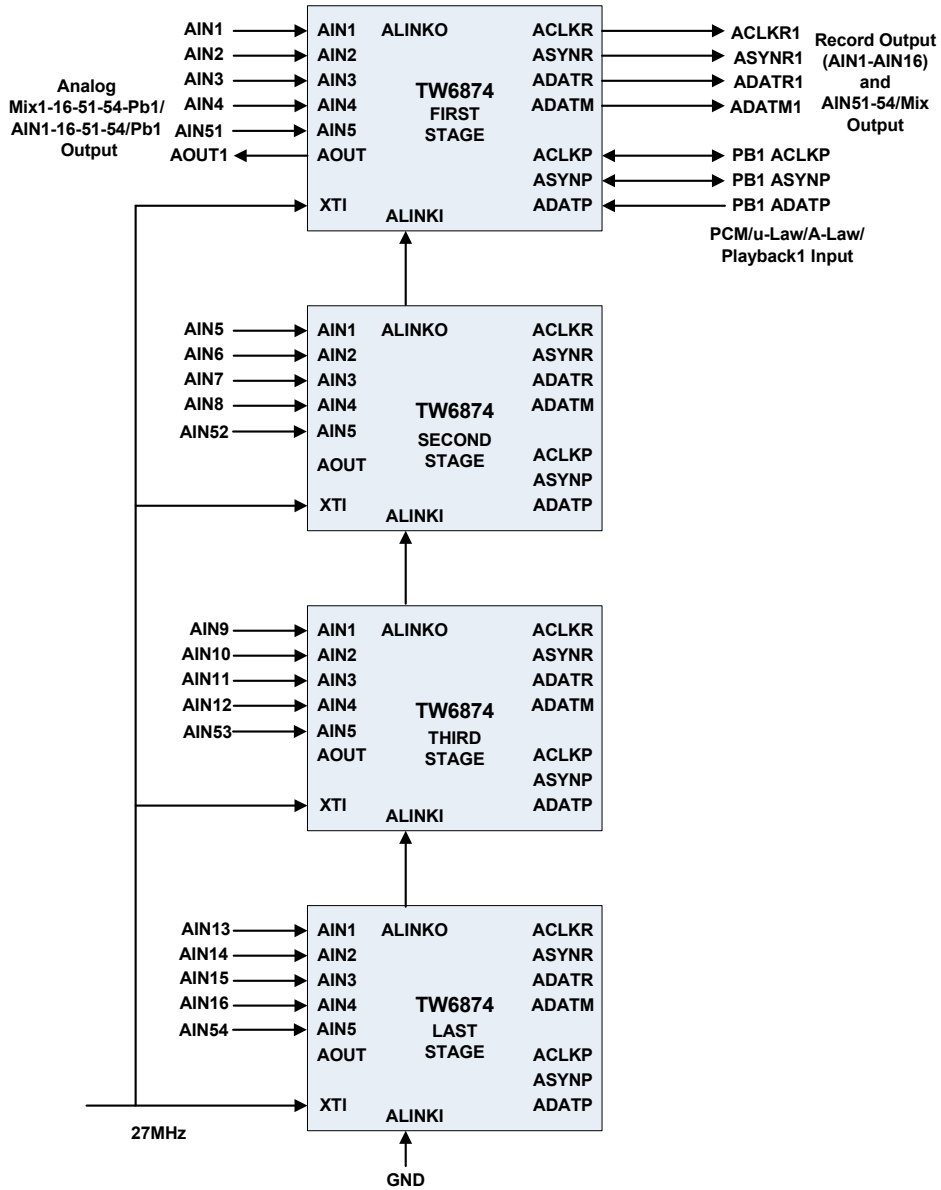 Analog
Mix1-16-51-54-Pb1/
AIN1-16-51-54/Pb1
Output
AIN1
AIN2
AIN3
AIN4
AIN51
AOUT1
AIN1 ALINKO ACLKR
AIN2 ASYNR
AIN3 ADATR
AIN4 ADATM
AIN5
AOUT ACLKP
ASYNP
XTI ADATP
TW6874
FIRST
STAGE
ALINKI
ACLKR1
ASYNR1
ADATR1
ADATM1
Record Output
(AIN1-AIN16)
and
AIN51-54/Mix
Output
PB1 ACLKP
PB1 ASYNP
PB1 ADATP
PCM/u-Law/A-Law/
Playback1 Input
AIN5
AIN6
AIN7
AIN8
AIN52
AIN1 ALINKO ACLKR
AIN2 ASYNR
AIN3 ADATR
AIN4 ADATM
AIN5
AOUT ACLKP
ASYNP
XTI ADATP
TW6874
SECOND
STAGE
ALINKI
AIN9
AIN10
AIN11
AIN12
AIN53
AIN1 ALINKO ACLKR
AIN2 ASYNR
AIN3 ADATR
AIN4 ADATM
AIN5
AOUT ACLKP
ASYNP
XTI ADATP
TW6874
THIRD
STAGE
ALINKI
AIN13
AIN14
AIN15
AIN16
AIN54
AIN1 ALINKO ACLKR
AIN2 ASYNR
AIN3 ADATR
AIN4 ADATM
AIN5
AOUT ACLKP
ASYNP
XTI ADATP
TW6874
LAST
STAGE
ALINKI
27MHz
GND